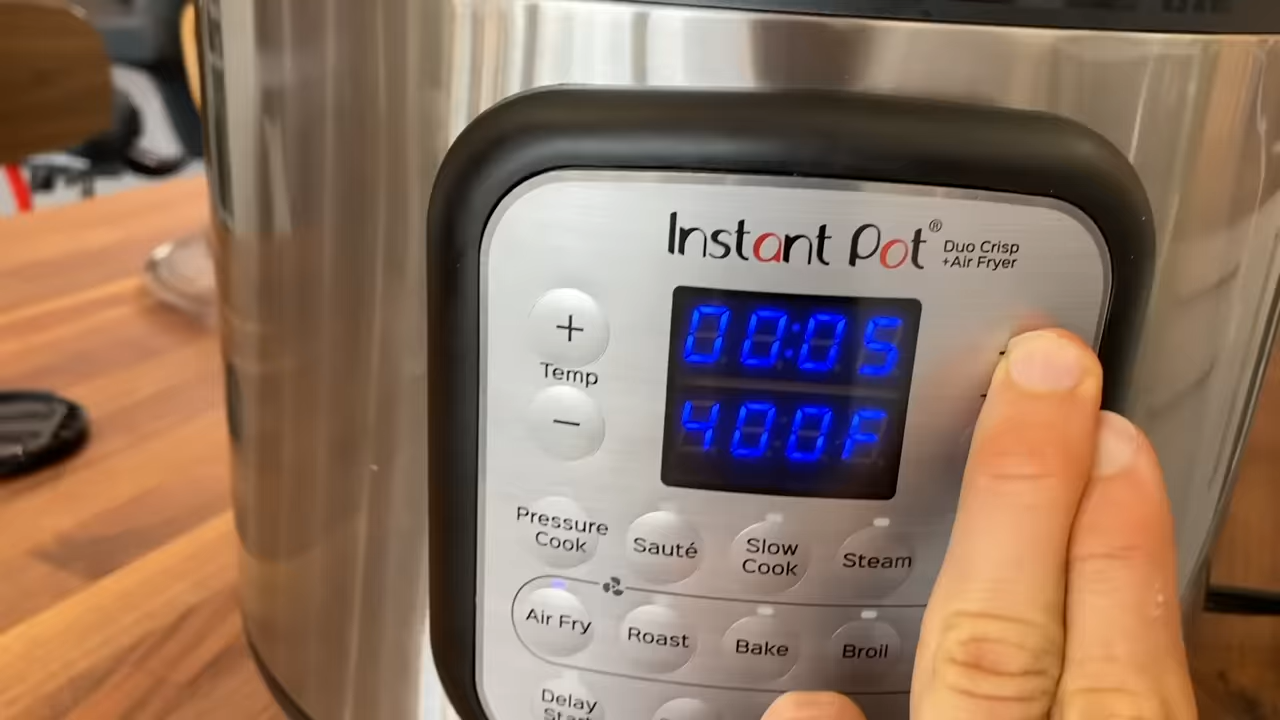 Instant Pot®
Duo Crisp
+Air Fryer
00:05
400F
+
Temp
−
Pressure
Cook
Sauté
Slow
Cook
Steam
Air Fry
Roast
Bake
Broil
Delay
Start